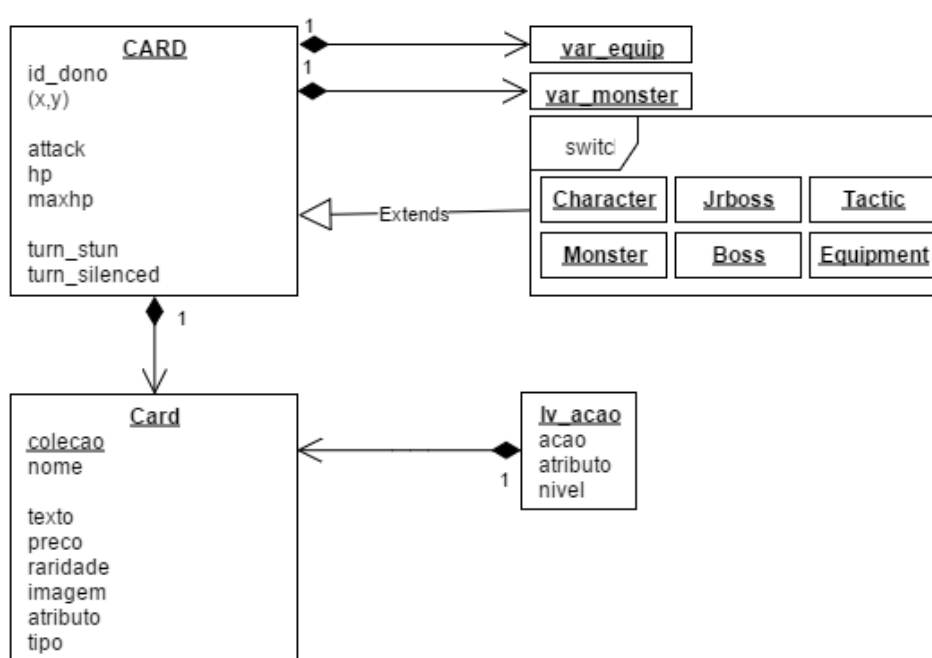 CARD
id_dono
(x,y)
attack
hp
maxhp
turn_stun
turn_silenced
1
var_equip
1
var_monster
Extends
switc
Character
Jrboss
Tactic
Monster
Boss
Equipment
1
Card
colecao
nome
texto
preco
raridade
imagem
atributo
tipo
1
lv_acao
acao
atributo
nivel